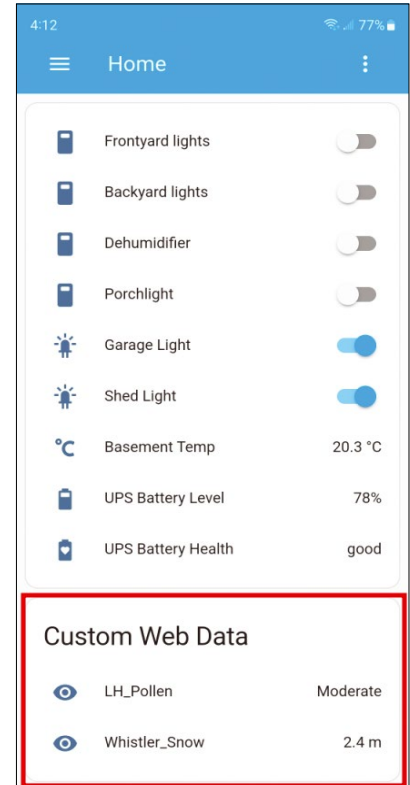 4:12 77%
Home
Frontyard lights
Backyard lights
Dehumidifier
Porchlight
Garage Light
Shed Light
°C Basement Temp 20.3 °C
UPS Battery Level 78%
UPS Battery Health good
Custom Web Data
LH_Pollen Moderate
Whistler_Snow 2.4 m